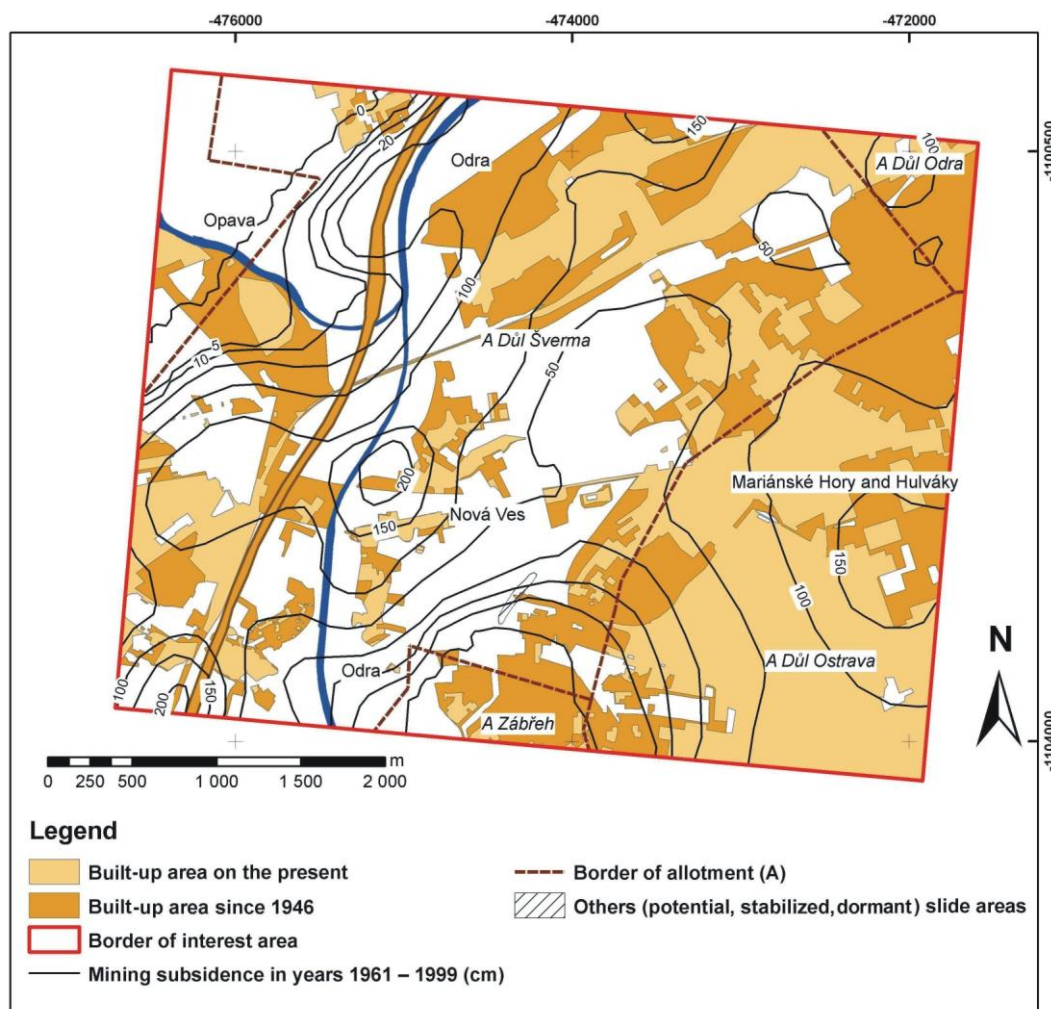 -476000
-474000
-472000
0
20
150
100
A Důl Odra
-1100500
Odra
Opava
50
100
10-5
A Důl Šverma
50
200
Mariánské Hory and Hulváky
Nová Ves
150
150
100
Odra
A Důl Ostrava
N
100
150
200
A Zábřeh
-1104000
m
0 250 500 1 000 1 500 2 000
Legend
Built-up area on the present
Built-up area since 1946
Border of interest area
Mining subsidence in years 1961 – 1999 (cm)
Border of allotment (A)
Others (potential, stabilized, dormant) slide areas